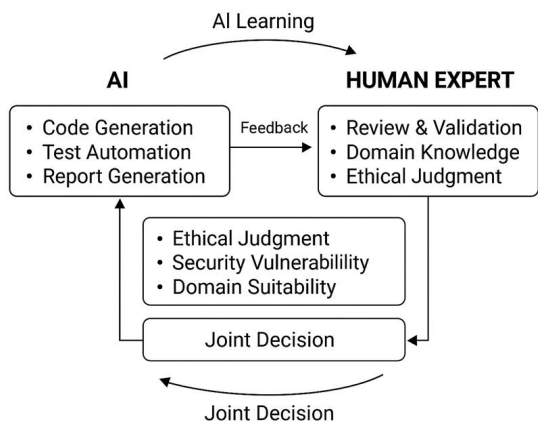 AI Learning
AI
HUMAN EXPERT
• Code Generation
• Test Automation
• Report Generation
Feedback
• Review & Validation
• Domain Knowledge
• Ethical Judgment
• Ethical Judgment
• Security Vulnerabilility
• Domain Suitability
Joint Decision
Joint Decision